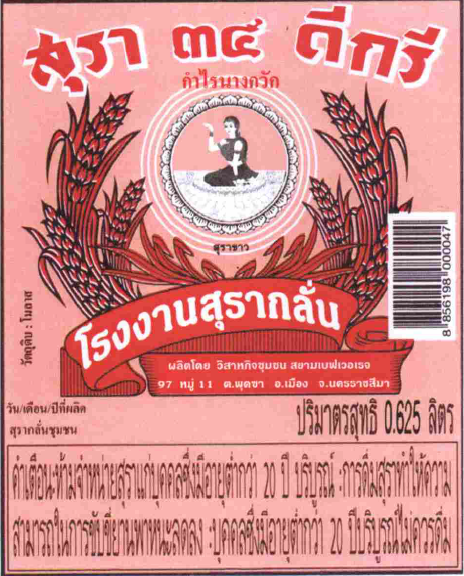 สุรา ๓๔ ดีกรี
กำไรนางกวัก
สุราขาว
วัตถุดิบ : โมลาส
8 856198 000047
โรงงานสุรากลั่น
ผลิตโดย วิสาหกิจชุมชน สยามเบฟเวอเรจ
97 หมู่ 11 ต.พุดซา อ.เมือง จ.นครราชสีมา
วัน/เดือน/ปีที่ผลิต
สุรากลั่นชุมชน
ปริมาตรสุทธิ 0.625 ลิตร
คำเตือน:ห้ามจำหน่ายสุราแก่บุคคลซึ่งมีอายุต่ำกว่า 20 ปี บริบูรณ์ :การดื่มสุราทำให้ความ
สามารถในการขับขี่ยานพาหนะลดลง :บุคคลซึ่งมีอายุต่ำกว่า 20 ปีบริบูรณ์ไม่ควรดื่ม